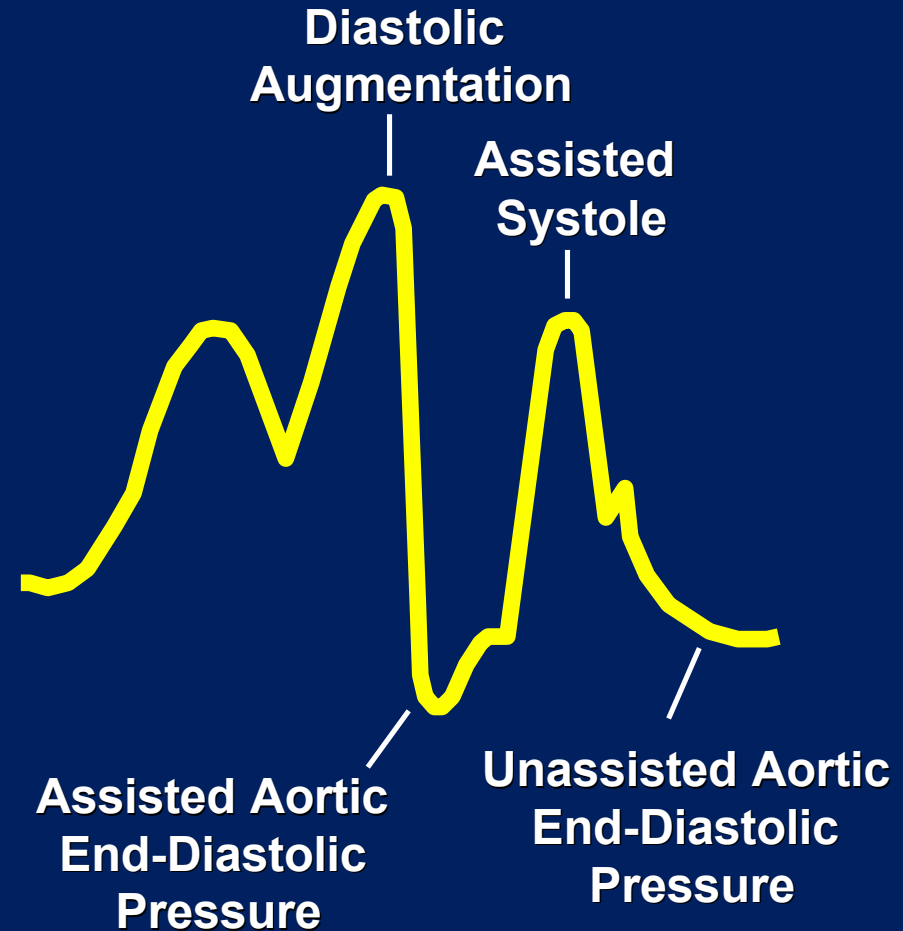 Diastolic
Augmentation
Assisted
Systole
Assisted Aortic
End-Diastolic
Pressure
Unassisted Aortic
End-Diastolic
Pressure